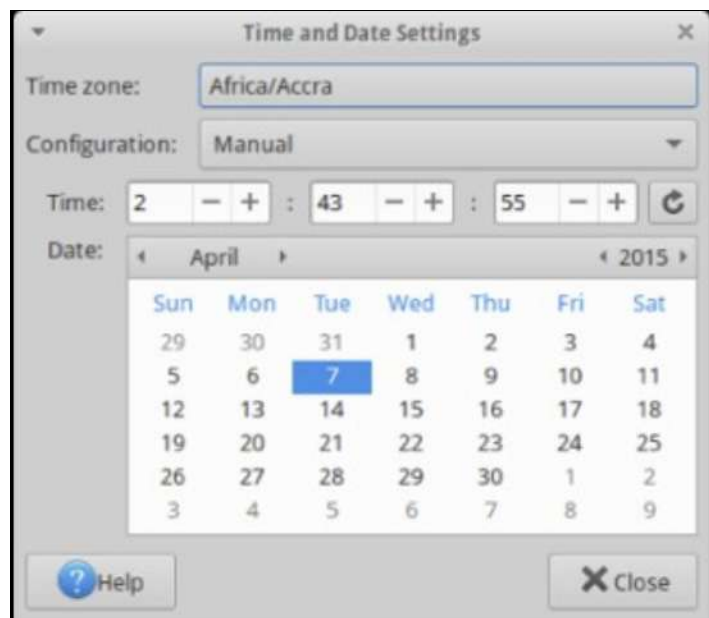 Time and Date Settings
Time zone: Africa/Accra
Configuration: Manual
Time: 2 : 43 : 55
Date: April 2015
Sun Mon Tue Wed Thu Fri Sat
29 30 31 1 2 3 4
5 6 7 8 9 10 11
12 13 14 15 16 17 18
19 20 21 22 23 24 25
26 27 28 29 30 1 2
3 4 5 6 7 8 9
Help Close